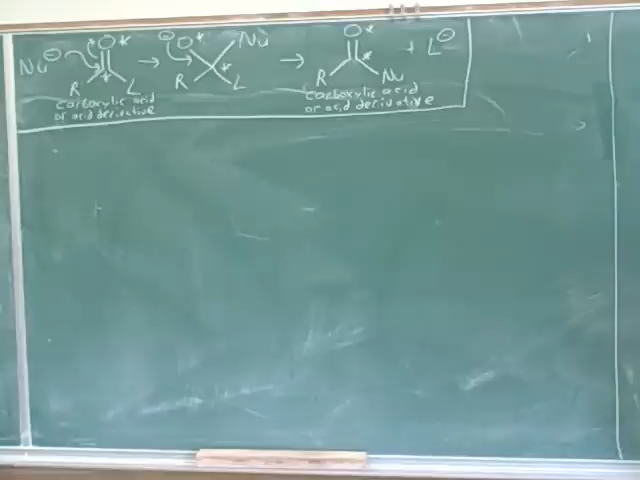 Nu⊖ O* → ⊖O* Nu → O* + L⊖
R * L R * L R * Nu
carboxylic acid carboxylic acid
or acid derivative or acid derivative